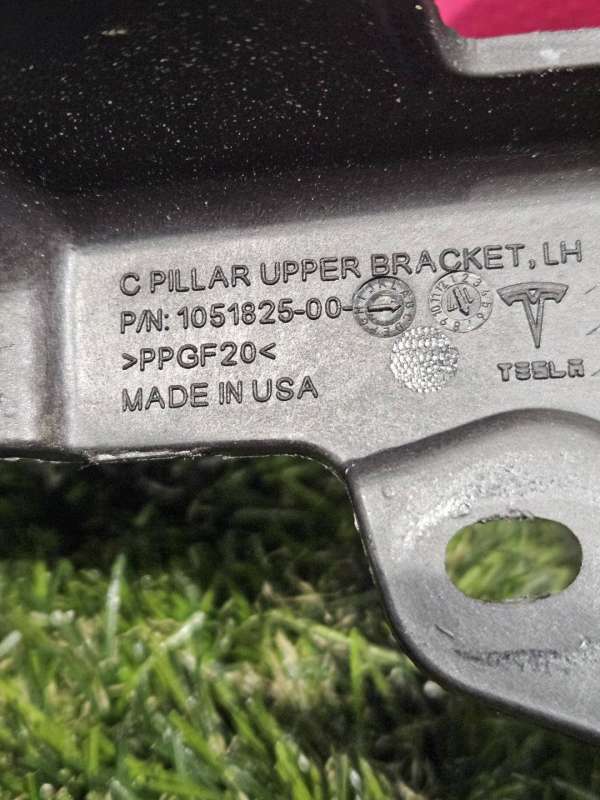 C PILLAR UPPER BRACKET, LH
P/N: 1051825-00-
>PPGF20<
MADE IN USA
TESLA